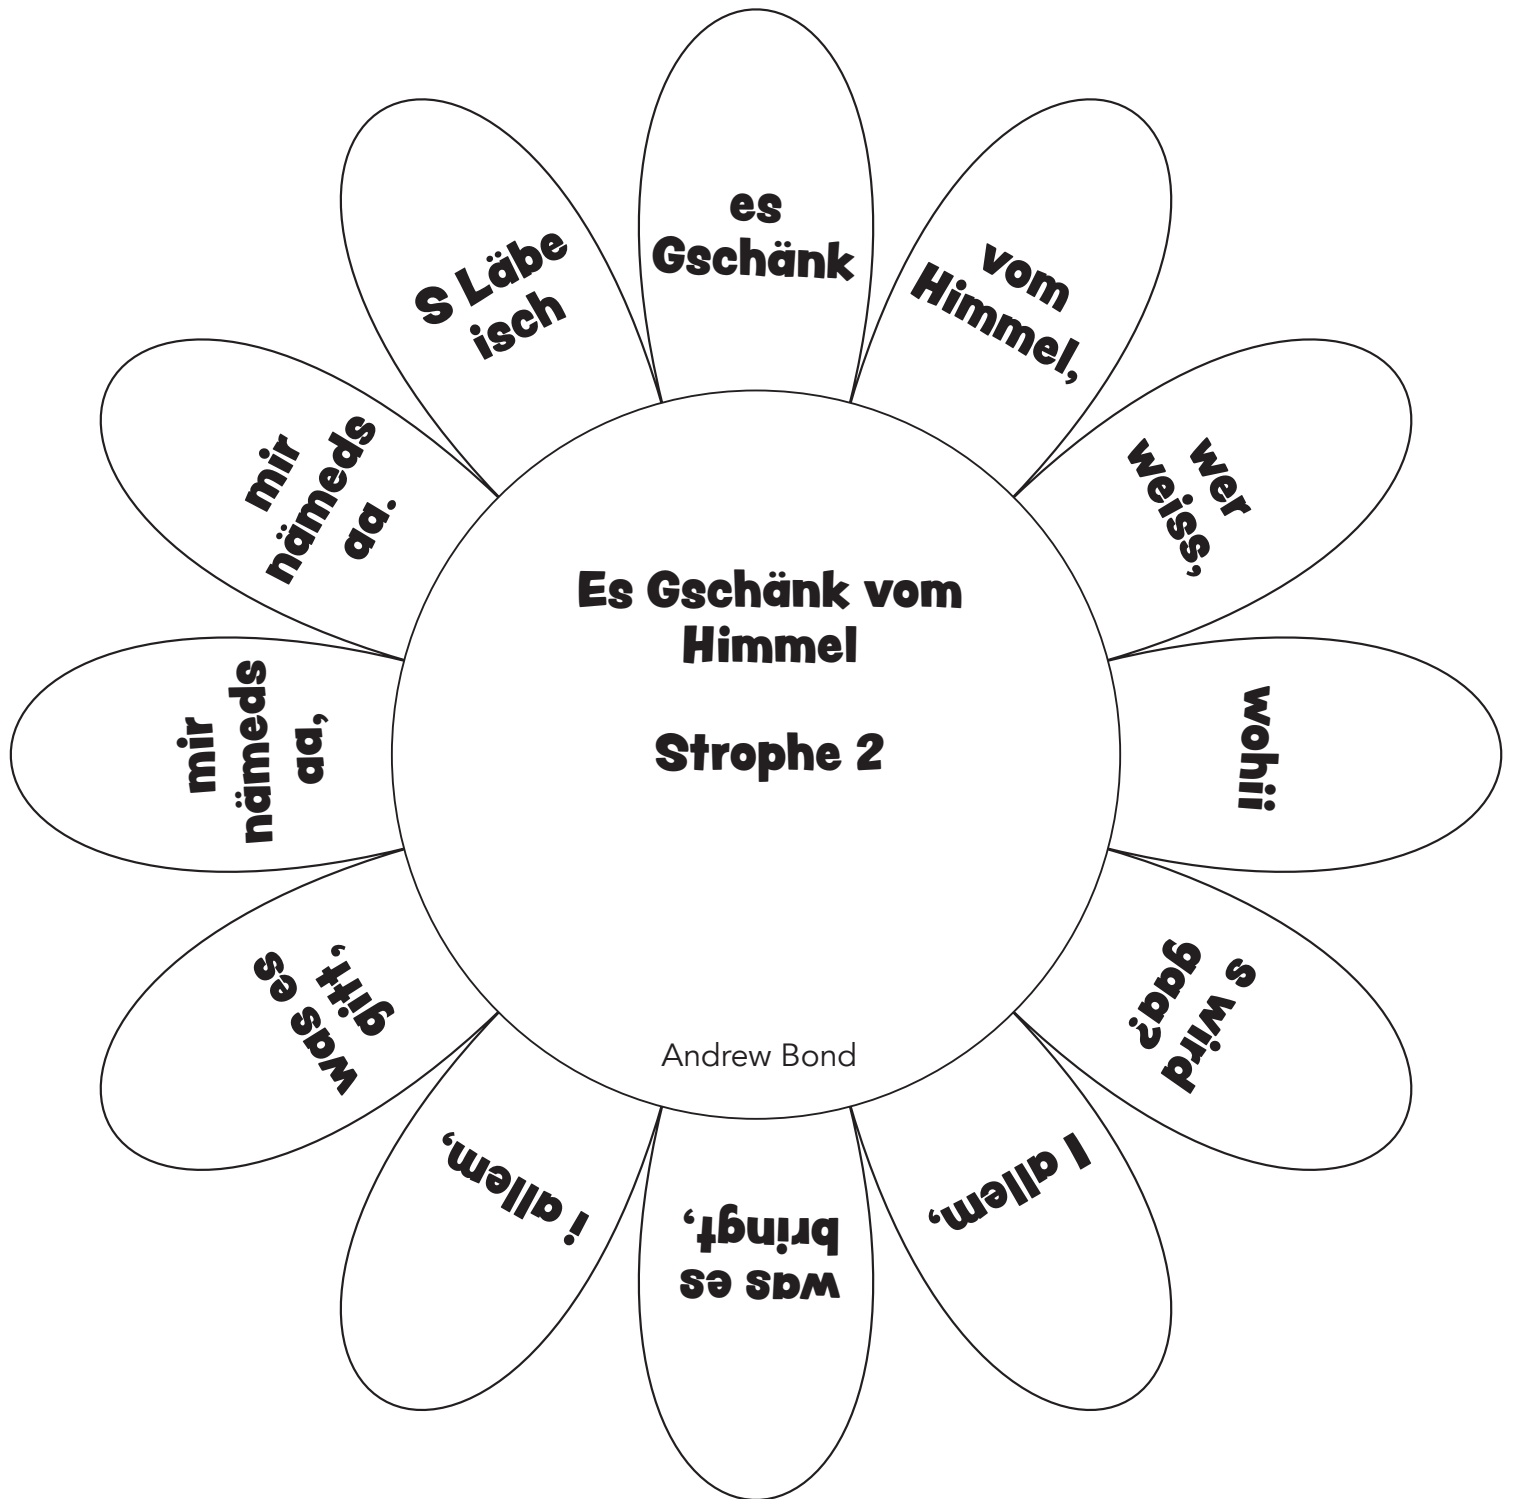 Es Gschänk vom
Himmel
Strophe 2
Andrew Bond
S Läbe
isch
es
Gschänk
vom
Himmel,
wer
weiss,
wohii
s wird
gaa?
I allem,
was es
bringt,
i allem,
was es
gitt,
mir
nämeds
aa,
mir
nämeds
aa.